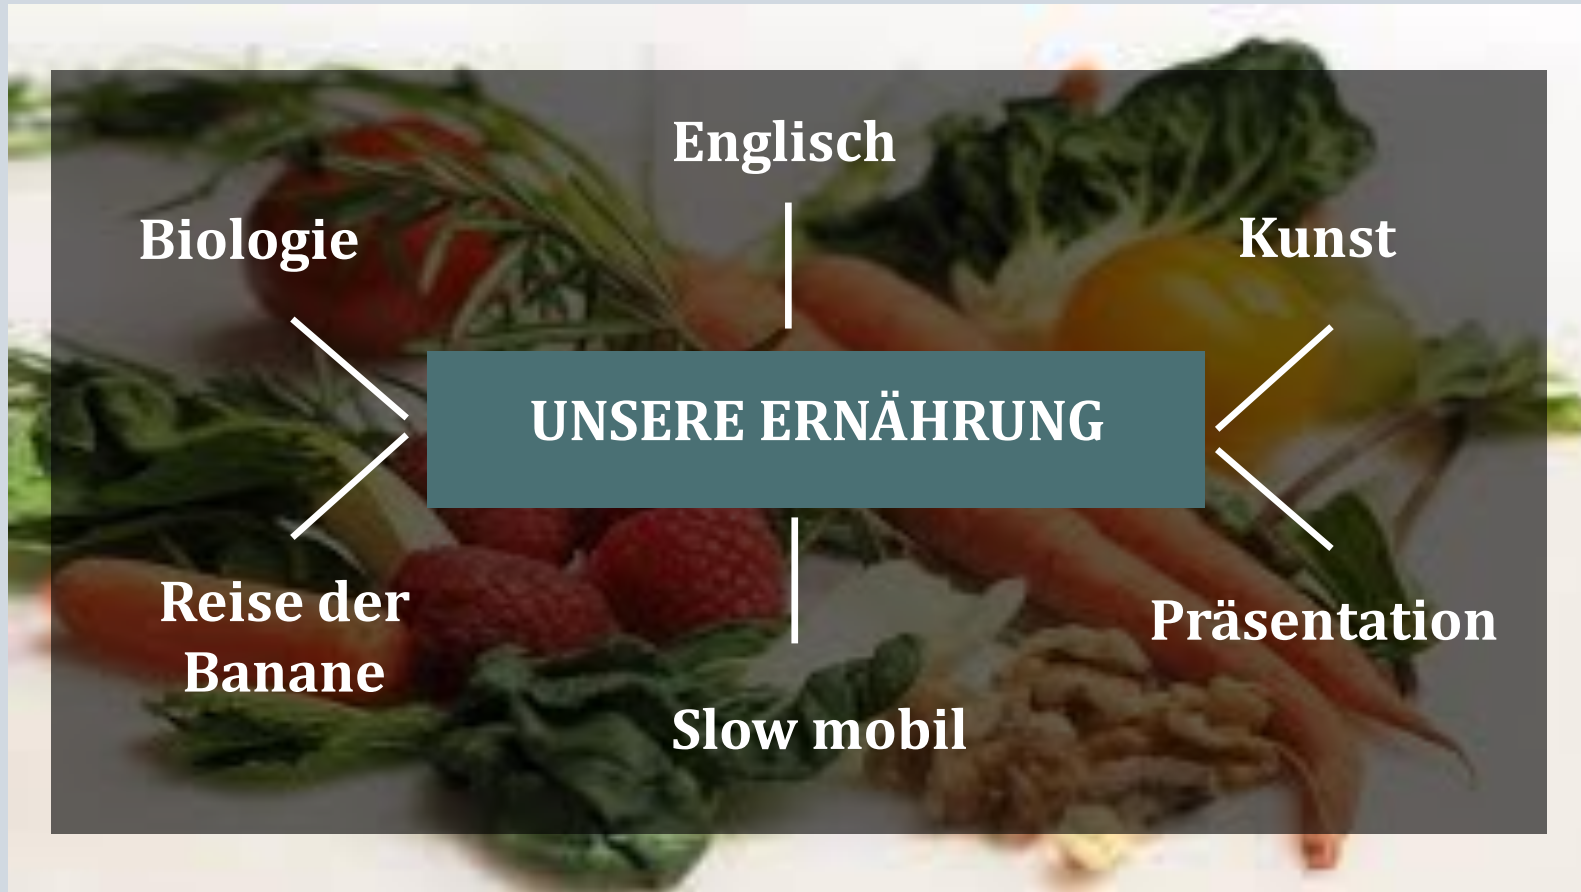 Englisch
Biologie
Kunst
UNSERE ERNÄHRUNG
Reise der
Banane
Präsentation
Slow mobil